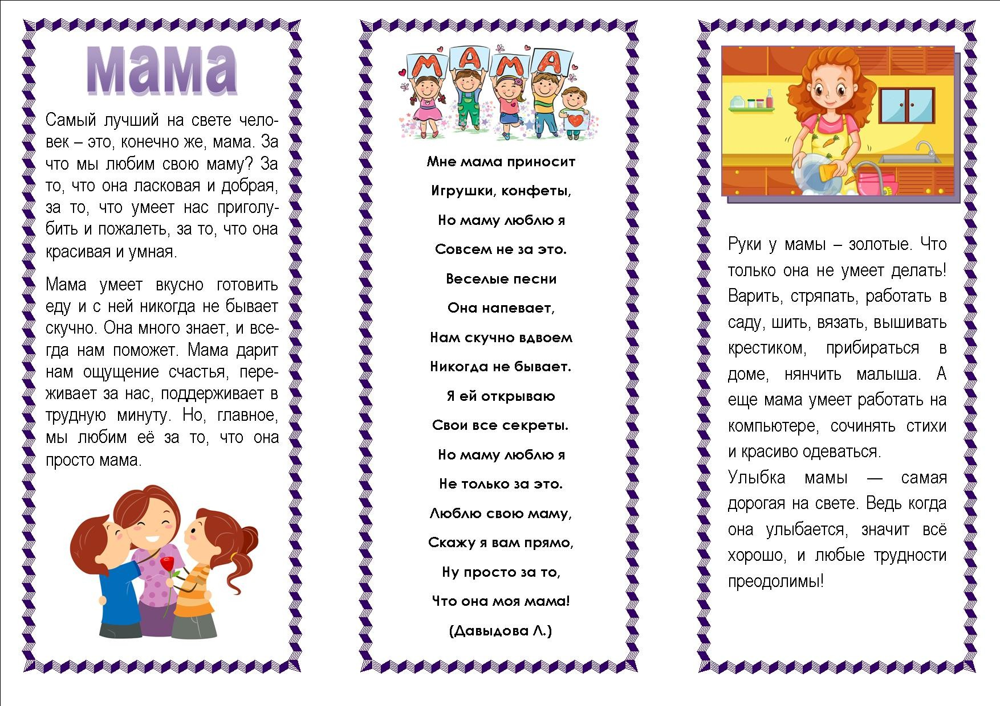 мама
Самый лучший на свете чело-
век – это, конечно же, мама. За
что мы любим свою маму? За
то, что она ласковая и добрая,
за то, что умеет нас приголу-
бить и пожалеть, за то, что она
красивая и умная.
Мама умеет вкусно готовить
еду и с ней никогда не бывает
скучно. Она много знает, и все-
гда нам поможет. Мама дарит
нам ощущение счастья, пере-
живает за нас, поддерживает в
трудную минуту. Но, главное,
мы любим её за то, что она
просто мама.
МАМА
Мне мама приносит
Игрушки, конфеты,
Но маму люблю я
Совсем не за это.
Веселые песни
Она напевает,
Нам скучно вдвоем
Никогда не бывает.
Я ей открываю
Свои все секреты.
Но маму люблю я
Не только за это.
Люблю свою маму,
Скажу я вам прямо,
Ну просто за то,
Что она моя мама!
(Давыдова Л.)
Руки у мамы – золотые. Что
только она не умеет делать!
Варить, стряпать, работать в
саду, шить, вязать, вышивать
крестиком, прибираться в
доме, нянчить малыша. А
еще мама умеет работать на
компьютере, сочинять стихи
и красиво одеваться.
Улыбка мамы — самая
дорогая на свете. Ведь когда
она улыбается, значит всё
хорошо, и любые трудности
преодолимы!